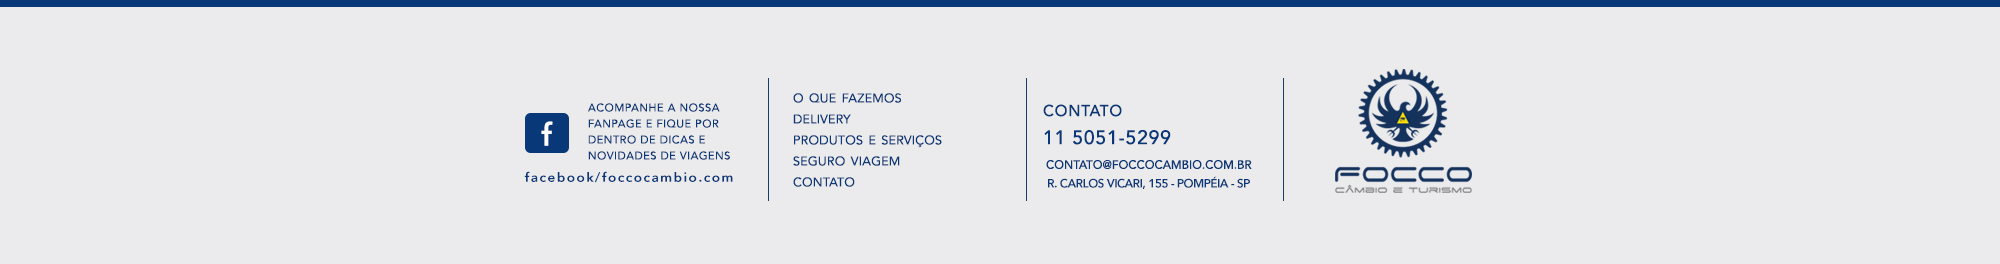 f
ACOMPANHE A NOSSA
FANPAGE E FIQUE POR
DENTRO DE DICAS E
NOVIDADES DE VIAGENS
facebook/foccocambio.com
O QUE FAZEMOS
DELIVERY
PRODUTOS E SERVIÇOS
SEGURO VIAGEM
CONTATO
CONTATO
11 5051-5299
CONTATO@FOCCOCAMBIO.COM.BR
R. CARLOS VICARI, 155 - POMPÉIA - SP
FOCCO
CÂMBIO E TURISMO